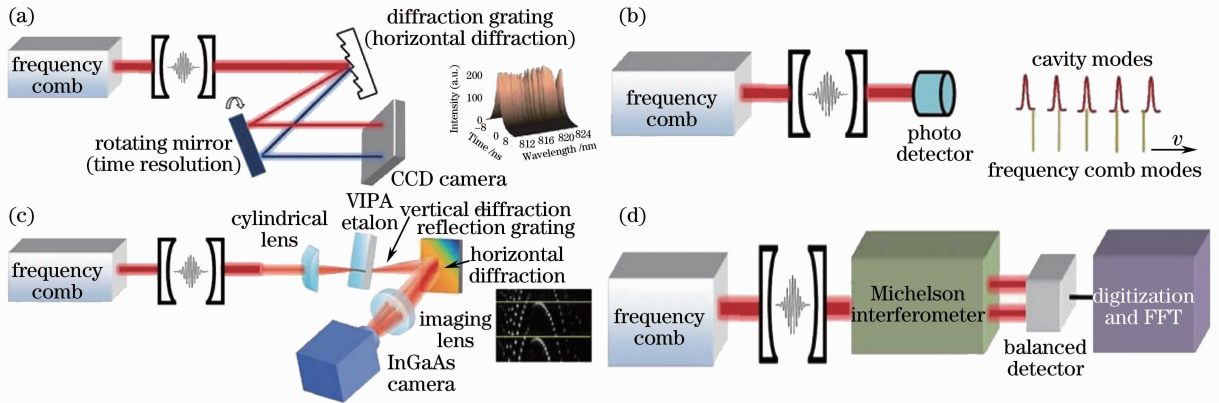 (a)
frequency
comb
diffraction grating
(horizontal diffraction)
rotating mirror
(time resolution)
CCD camera
Intensity (a.u.)
200
100
0
-8
0
8
Time /ns
812
816
820
824
Wavelength /nm
(b)
frequency
comb
photo
detector
cavity modes
ν
frequency comb modes
(c)
frequency
comb
cylindrical
lens
VIPA
etalon
vertical diffraction
reflection grating
horizontal
diffraction
imaging
lens
InGaAs
camera
(d)
frequency
comb
Michelson
interferometer
balanced
detector
digitization
and FFT